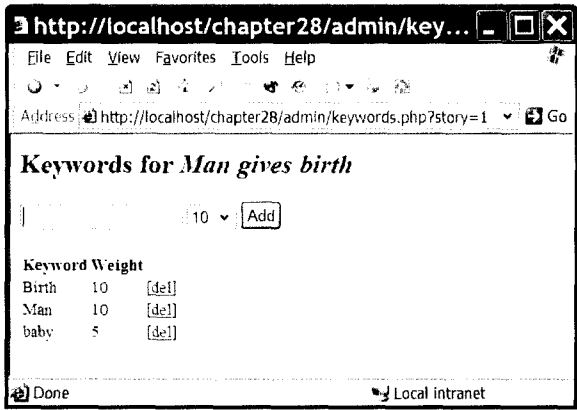 http://localhost/chapter28/admin/key...
File Edit View Favorites Tools Help
Address http://localhost/chapter28/admin/keywords.php?story=1 Go
Keywords for Man gives birth
10 Add
Keyword Weight
Birth 10 [del]
Man 10 [del]
baby 5 [del]
Done Local intranet